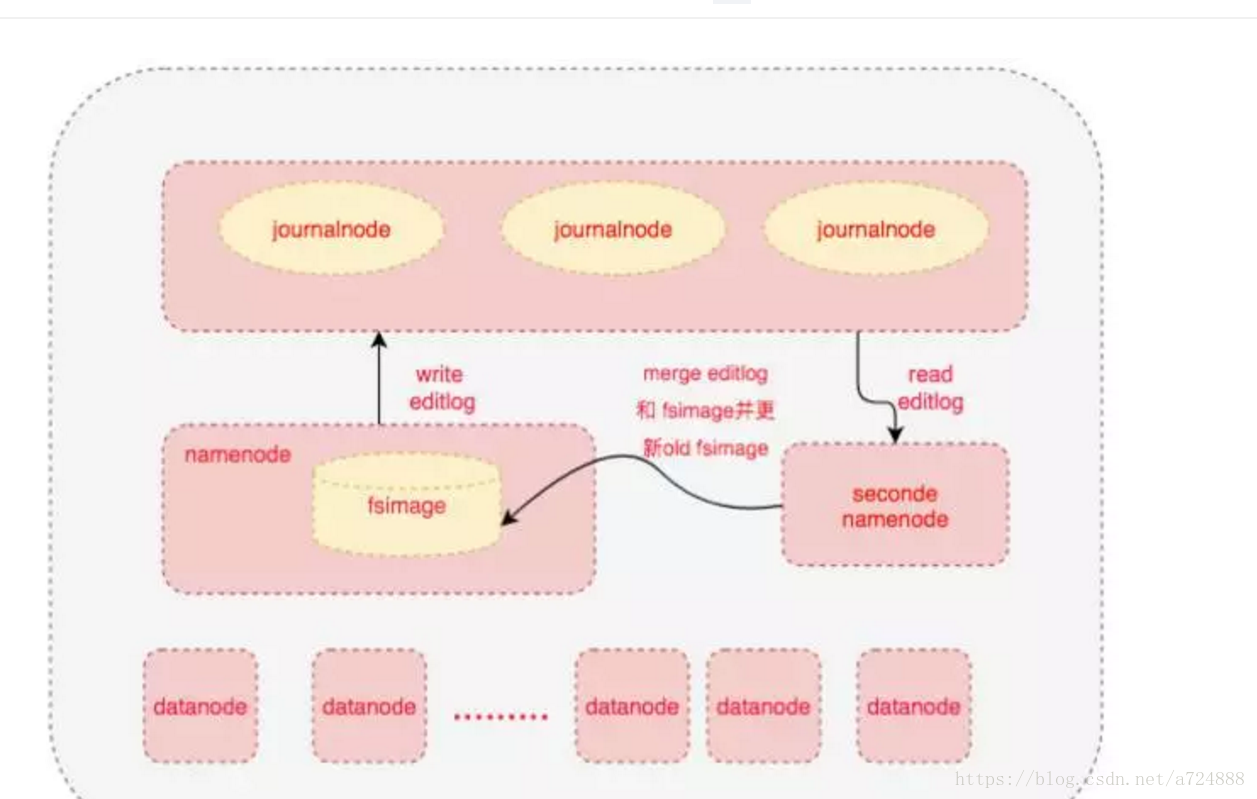 journalnode
journalnode
journalnode
write
editlog
merge editlog
和 fsimage并更
新old fsimage
read
editlog
namenode
fsimage
seconde
namenode
datanode
datanode
.........
datanode
datanode
datanode
https://blog.csdn.net/a724888